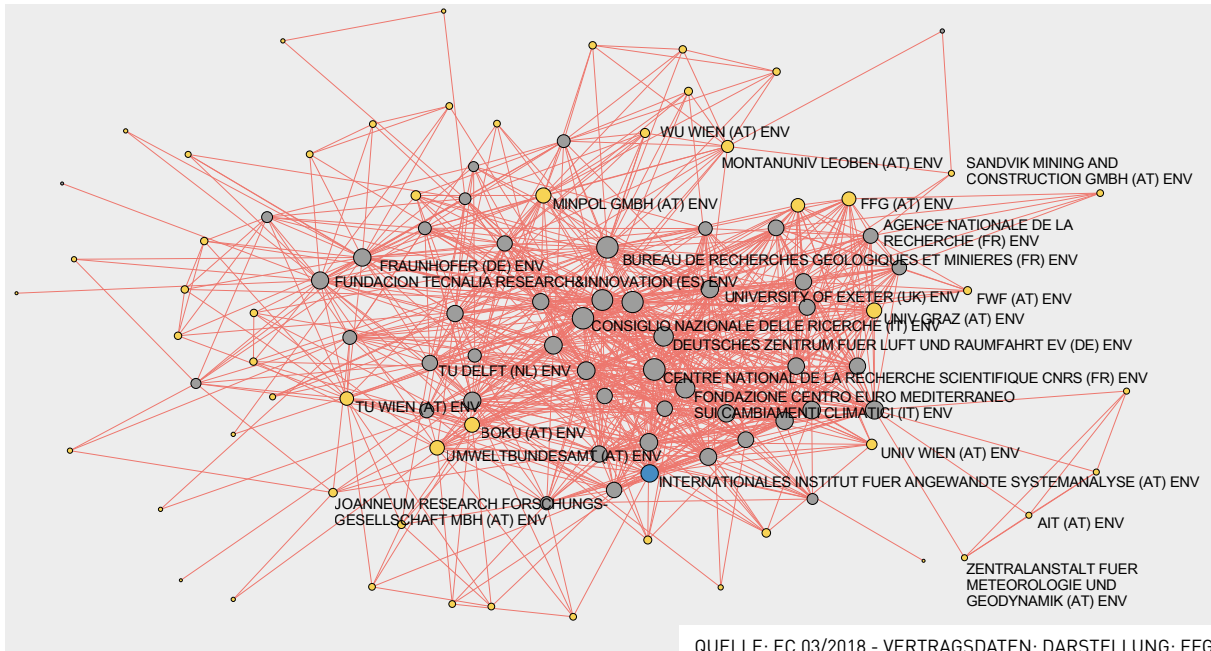 WU WIEN (AT) ENV
MONTANUNIV LEOBEN (AT) ENV
SANDVIK MINING AND
CONSTRUCTION GMBH (AT) ENV
MINPOL GMBH (AT) ENV
FFG (AT) ENV
AGENCE NATIONALE DE LA
RECHERCHE (FR) ENV
BUREAU DE RECHERCHES GEOLOGIQUES ET MINIERES (FR) ENV
FRAUNHOFER (DE) ENV
FUNDACION TECNALIA RESEARCH&INNOVATION (ES) ENV
UNIVERSITY OF EXETER (UK) ENV
FWF (AT) ENV
UNIV GRAZ (AT) ENV
CONSIGLIO NAZIONALE DELLE RICERCHE (IT) ENV
DEUTSCHES ZENTRUM FUER LUFT UND RAUMFAHRT EV (DE) ENV
TU DELFT (NL) ENV
CENTRE NATIONAL DE LA RECHERCHE SCIENTIFIQUE CNRS (FR) ENV
FONDAZIONE CENTRO EURO MEDITERRANEO
SUI CAMBIAMENTI CLIMATICI (IT) ENV
TU WIEN (AT) ENV
BOKU (AT) ENV
UMWELTBUNDESAMT (AT) ENV
UNIV WIEN (AT) ENV
INTERNATIONALES INSTITUT FUER ANGEWANDTE SYSTEMANALYSE (AT) ENV
JOANNEUM RESEARCH FORSCHUNGS-
GESELLSCHAFT MBH (AT) ENV
AIT (AT) ENV
ZENTRALANSTALT FUER
METEOROLOGIE UND
GEODYNAMIK (AT) ENV
QUELLE: EC 03/2018 - VERTRAGSDATEN; DARSTELLUNG: FFG